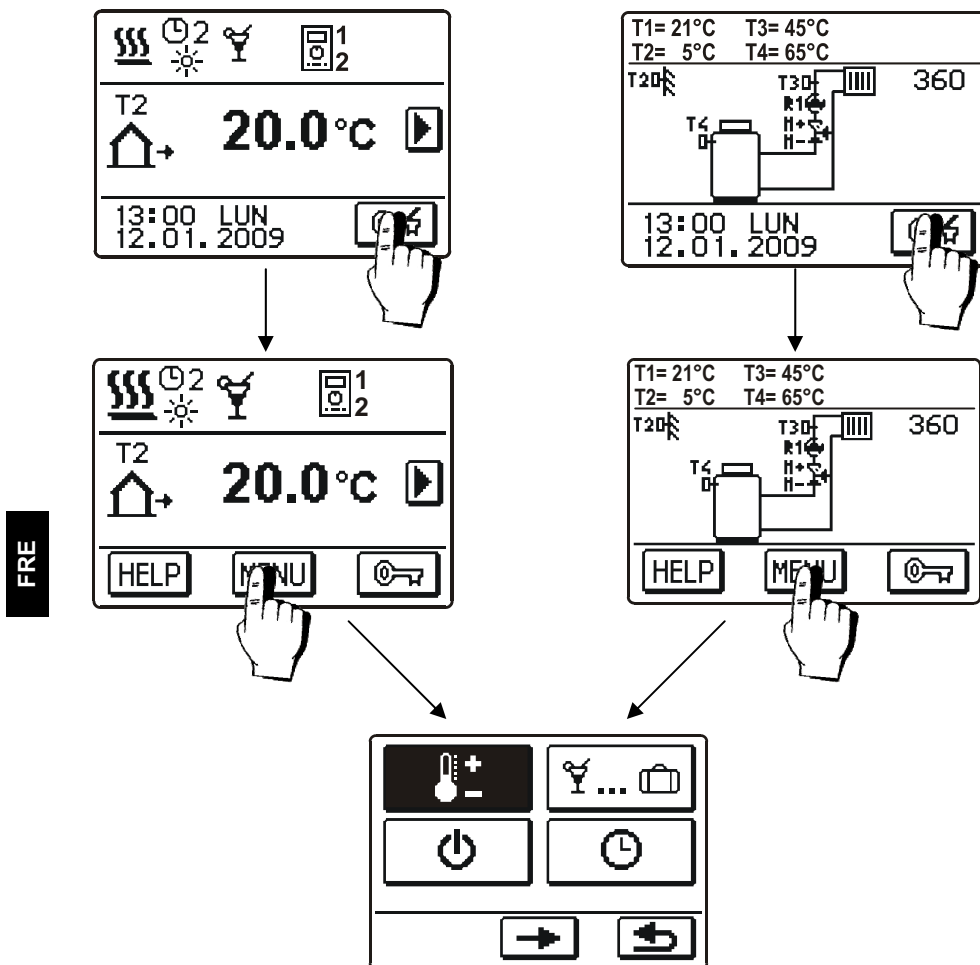 2 1
2
T2
20.0 °C
13:00 LUN
12.01.2009
T1= 21°C T3= 45°C
T2= 5°C T4= 65°C
T2 T3 360
R1
T4 M+
M-
13:00 LUN
12.01.2009
2 1
2
T2
20.0 °C
HELP MENU
T1= 21°C T3= 45°C
T2= 5°C T4= 65°C
T2 T3 360
R1
T4 M+
M-
HELP MENU
FRE
+
-
...